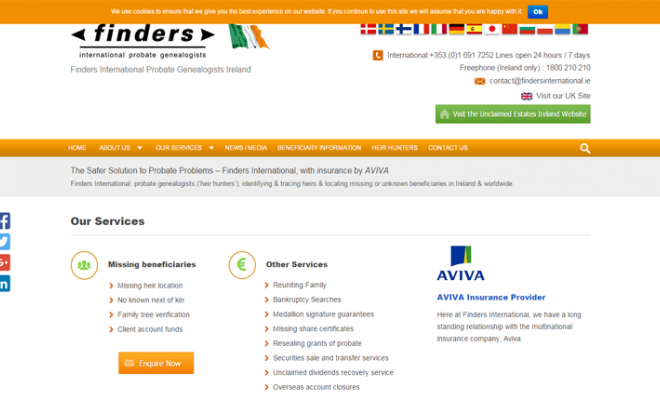 We use cookies to ensure that we give you the best experience on our website. If you continue to use this site we will assume that you are happy with it. Ok
finders
international probate genealogists
Finders International Probate Genealogists Ireland
International:+353 (0)1 691 7252 Lines open 24 hours / 7 days
Freephone (Ireland only) : 1800 210 210
contact@findersinternational.ie
Visit our UK Site
Visit the Unclaimed Estates Ireland Website
HOME ABOUT US OUR SERVICES NEWS / MEDIA BENEFICIARY INFORMATION HEIR HUNTERS CONTACT US
The Safer Solution to Probate Problems – Finders International, with insurance by AVIVA
Finders International: probate genealogists ('heir hunters'), identifying & tracing heirs & locating missing or unknown beneficiaries in Ireland & worldwide.
Our Services
Missing beneficiaries
Missing heir location
No known next of kin
Family tree verification
Client account funds
Enquire Now
Other Services
Reuniting Family
Bankruptcy Searches
Medallion signature guarantees
Missing share certificates
Resealing grants of probate
Securities sale and transfer services
Unclaimed dividends recovery service
Overseas account closures
AVIVA
AVIVA Insurance Provider
Here at Finders International, we have a long
standing relationship with the multinational
insurance company, Aviva.